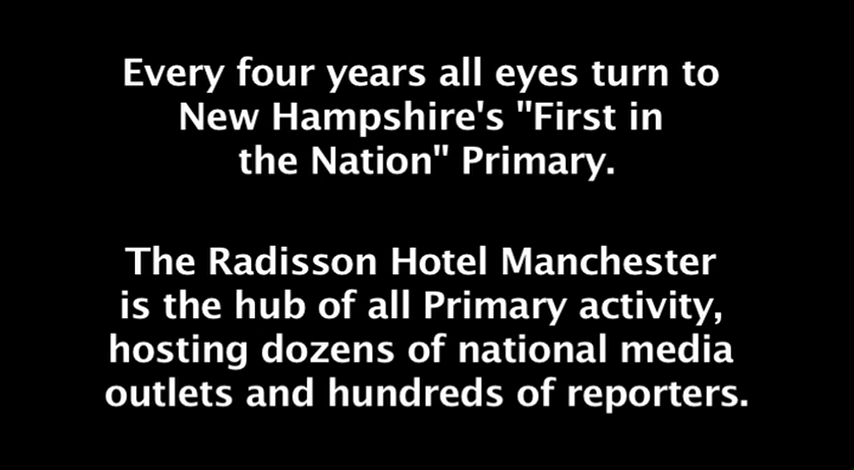 Every four years all eyes turn to
New Hampshire's "First in
the Nation" Primary.
The Radisson Hotel Manchester
is the hub of all Primary activity,
hosting dozens of national media
outlets and hundreds of reporters.